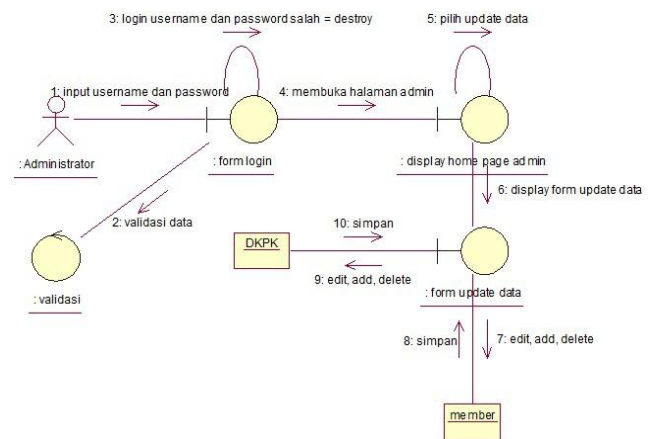 3: login username dan password salah = destroy
5: pilih update data
1: input username dan password
4: membuka halaman admin
: Administrator
: form login
: display home page admin
6: display form update data
2: validasi data
10: simpan
DKPK
9: edit, add, delete
: validasi
: form update data
8: simpan
7: edit, add, delete
member